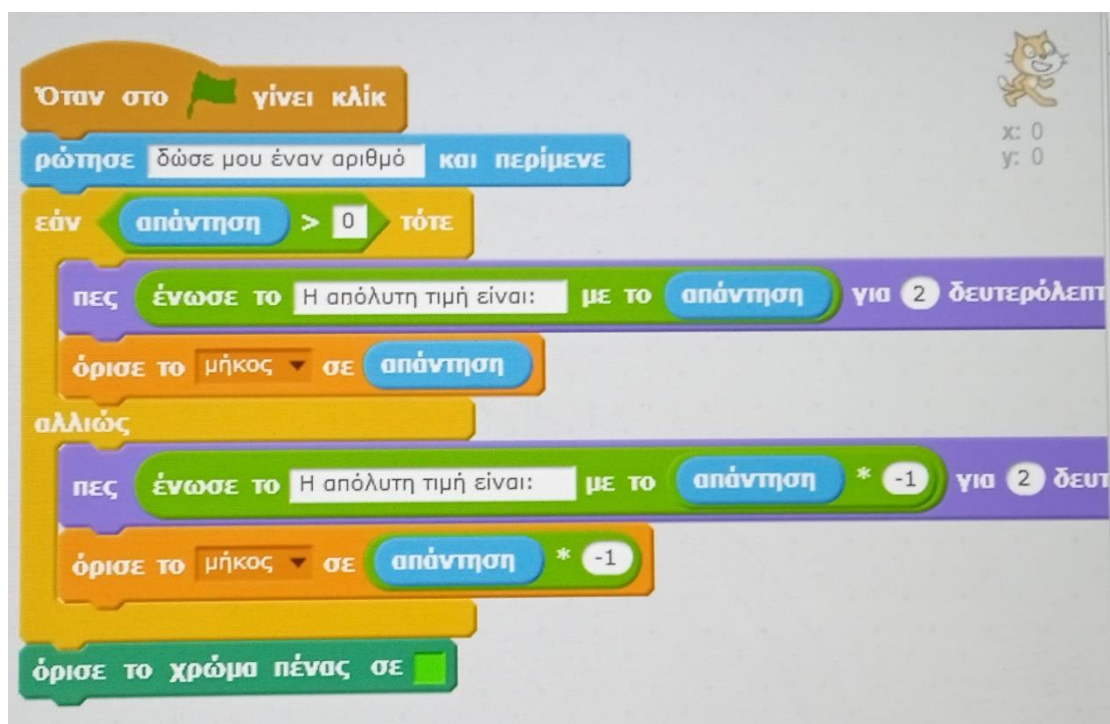 Όταν στο γίνει κλίκ
x: 0
y: 0
ρώτησε δώσε μου έναν αριθμό και περίμενε
εάν απάντηση > 0 τότε
πες ένωσε το Η απόλυτη τιμή είναι: με το απάντηση για 2 δευτερόλεπτ
όρισε το μήκος σε απάντηση
αλλιώς
πες ένωσε το Η απόλυτη τιμή είναι: με το απάντηση * -1 για 2 δευτ
όρισε το μήκος σε απάντηση * -1
όρισε το χρώμα πένας σε